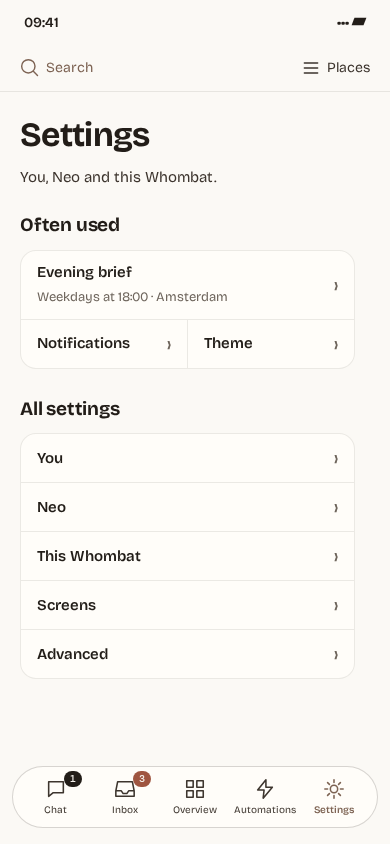 09:41
Search
Places
Settings
You, Neo and this Whombat.
Often used
Evening brief
Weekdays at 18:00 · Amsterdam
Notifications
Theme
All settings
You
Neo
This Whombat
Screens
Advanced
1
3
Chat
Inbox
Overview
Automations
Settings